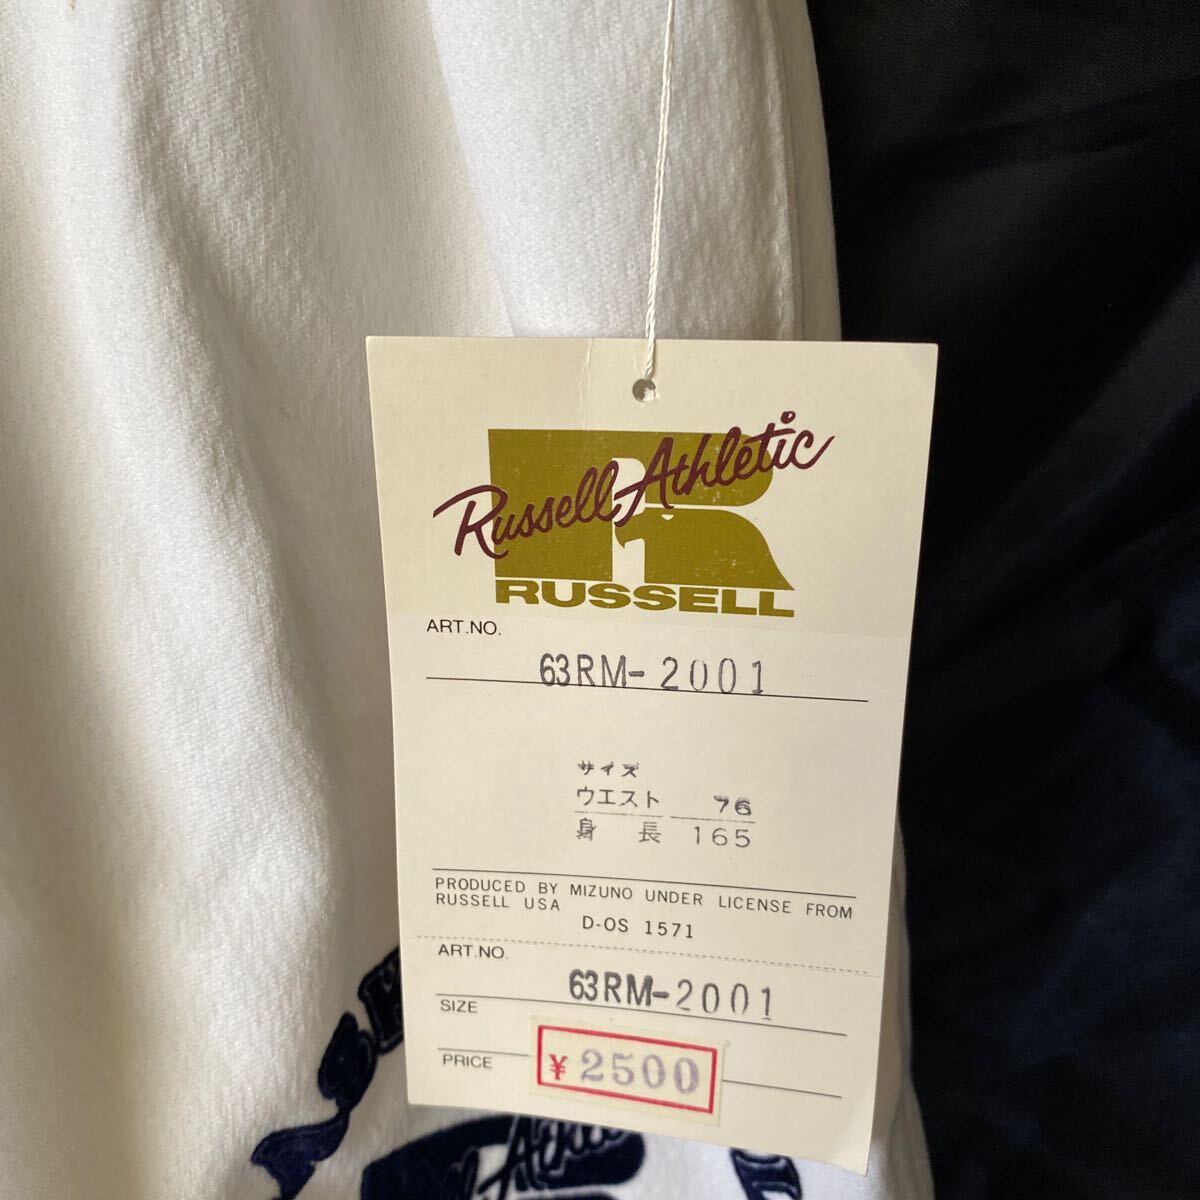 Russell Athletic
RUSSELL
ART.NO.
63RM-2001
サイズ
ウエスト 76
身長 165
PRODUCED BY MIZUNO UNDER LICENSE FROM
RUSSELL USA
D-OS 1571
ART.NO.
63RM-2001
SIZE
PRICE ¥2500